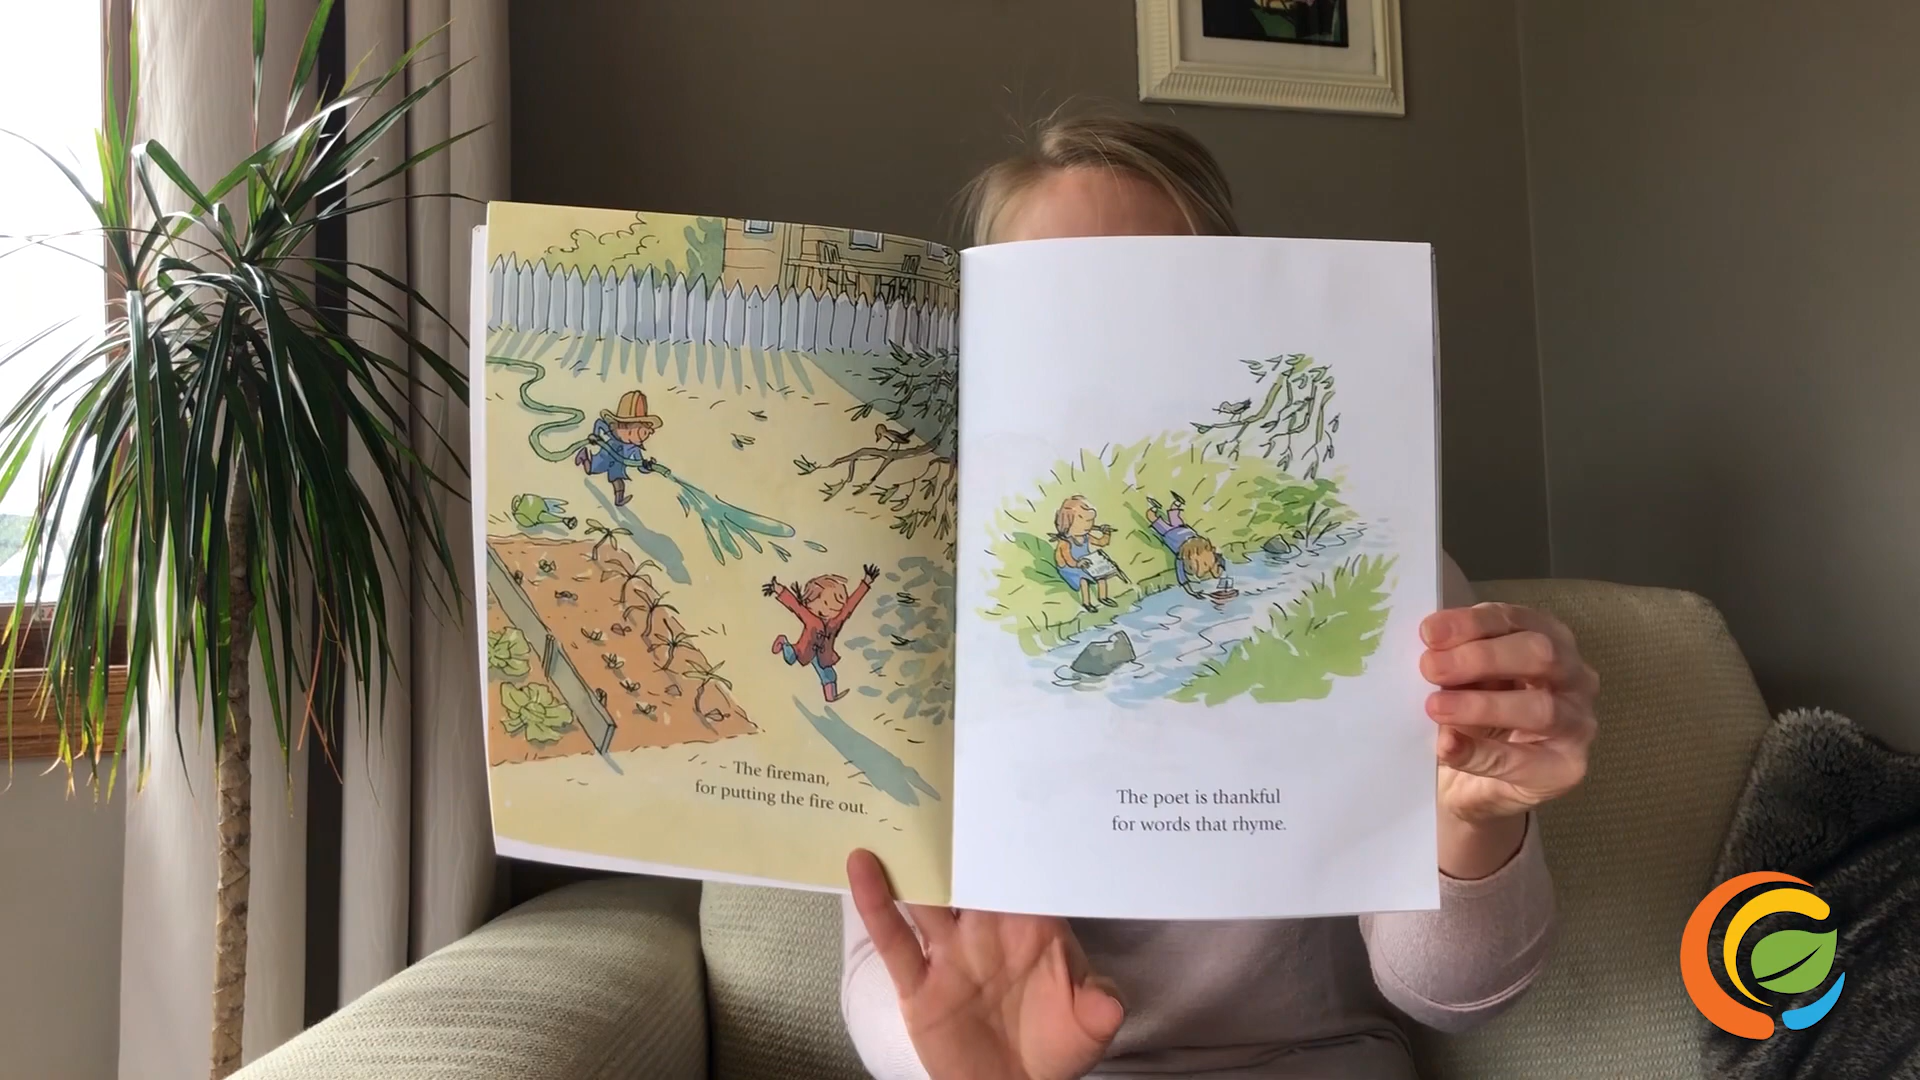 The fireman,
for putting the fire out.
The poet is thankful
for words that rhyme.